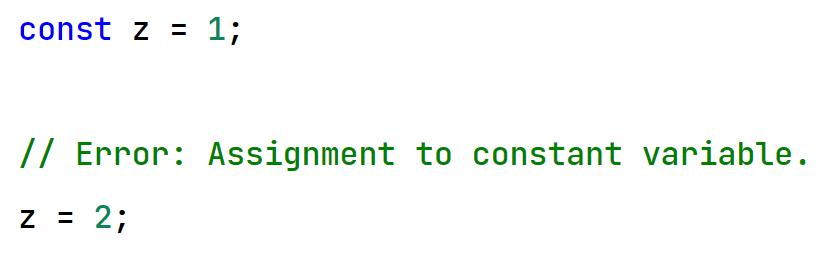 const z = 1;
// Error: Assignment to constant variable.
z = 2;